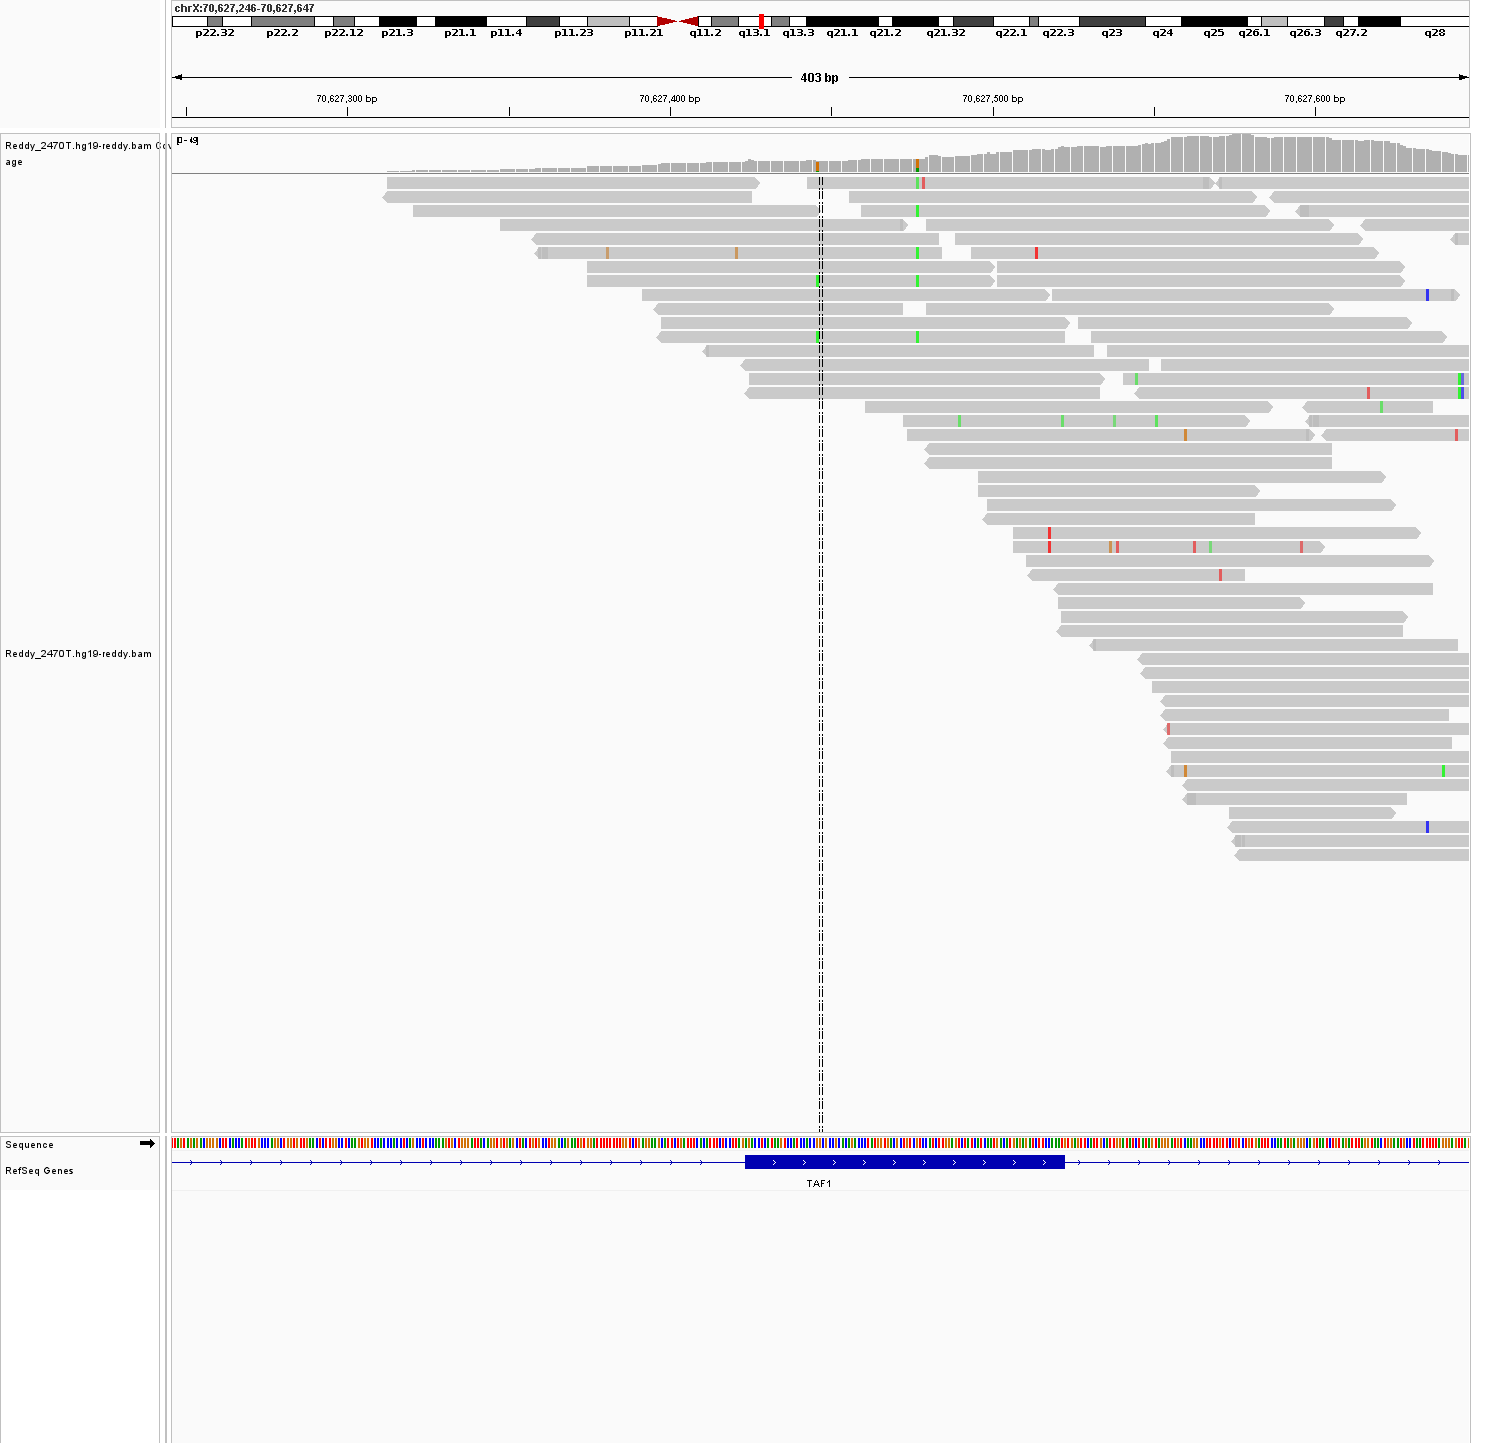 chrX:70,627,246-70,627,647
p22.32 p22.2 p22.12 p21.3 p21.1 p11.4 p11.23 p11.21 q11.2 q13.1 q13.3 q21.1 q21.2 q21.32 q22.1 q22.3 q23 q24 q25 q26.1 q26.3 q27.2 q28
403 bp
70,627,300 bp 70,627,400 bp 70,627,500 bp 70,627,600 bp
Reddy_2470T.hg19-reddy.bam
age
Reddy_2470T.hg19-reddy.bam
Sequence
RefSeq Genes
TAF1